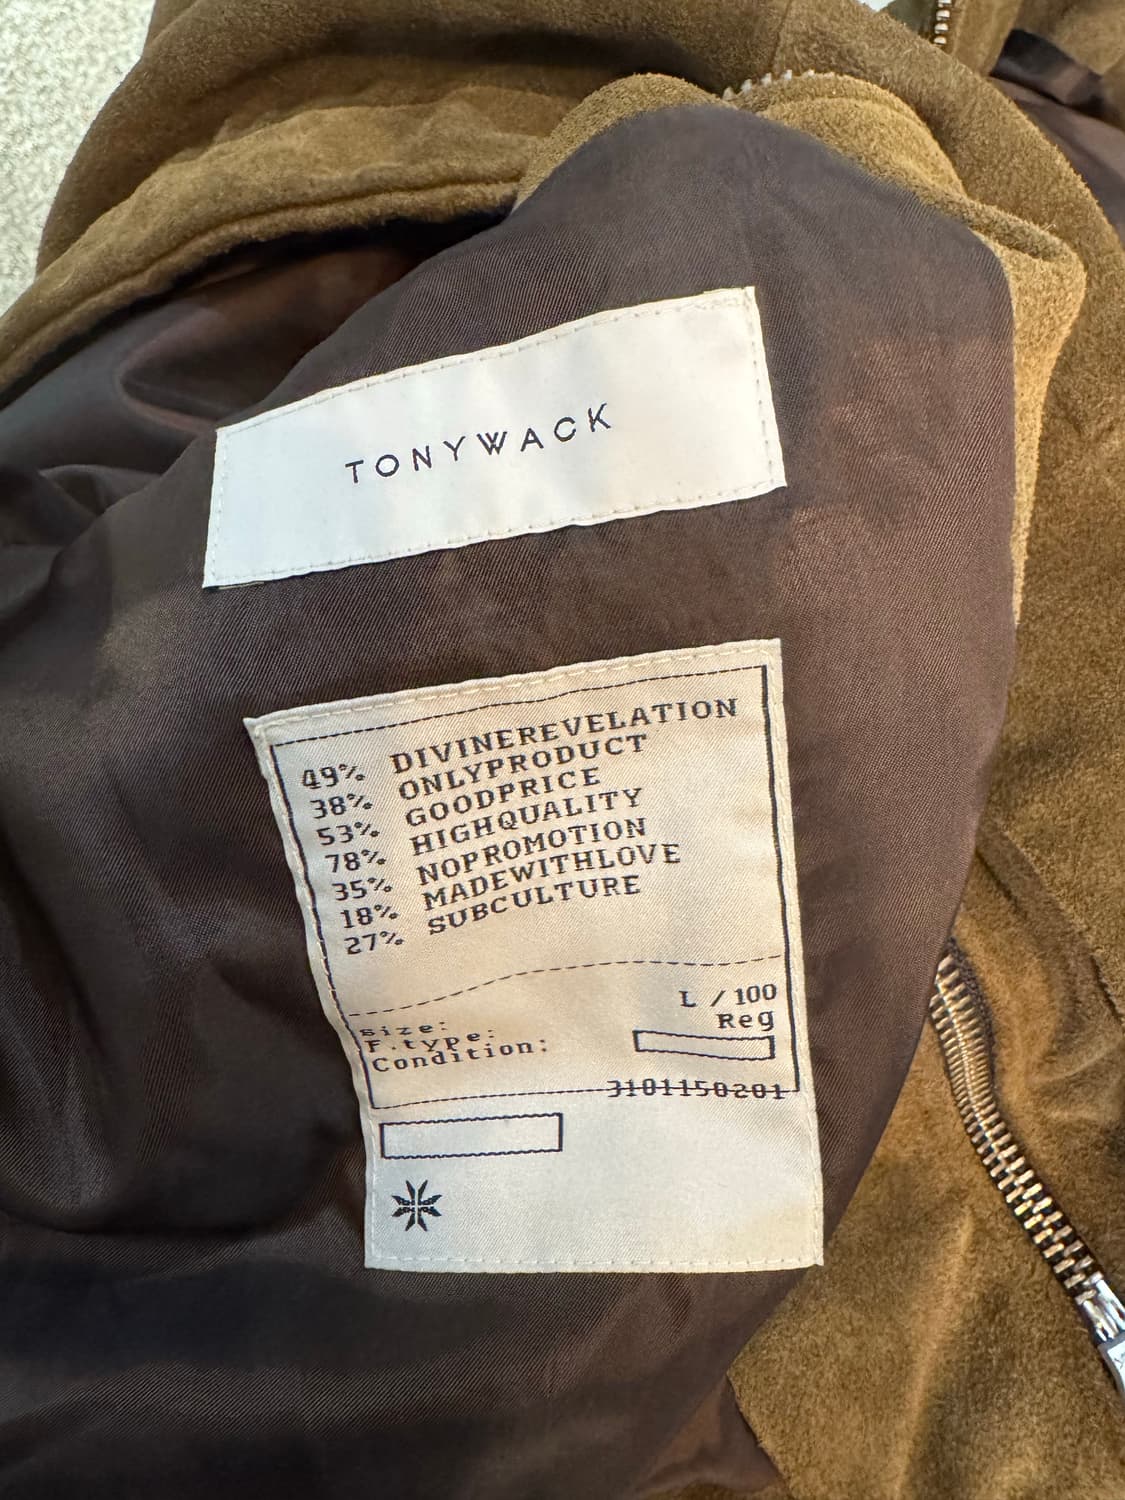 TONYWACK
49% DIVINEREVELATION
38% ONLYPRODUCT
53% GOODPRICE
78% HIGHQUALITY
35% NOPROMOTION
18% MADEWITHLOVE
27% SUBCULTURE
size: L / 100
F.type: Reg
Condition:
3101150201